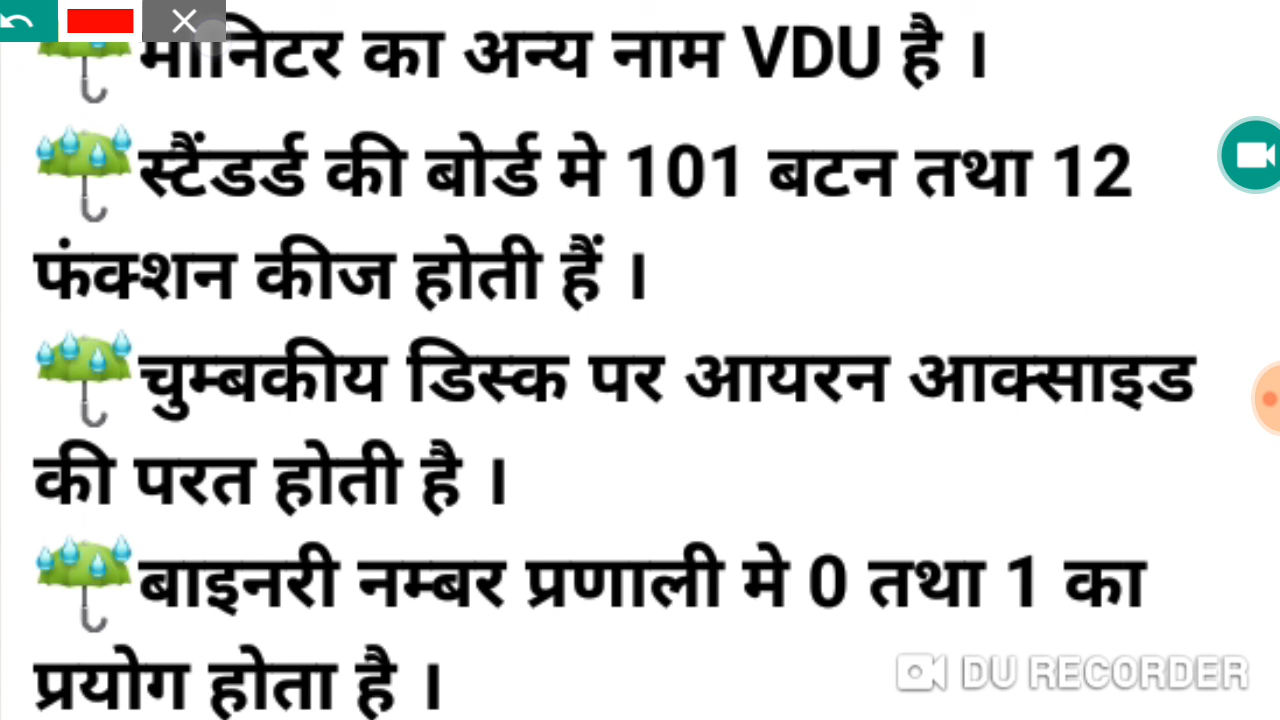 मॉनिटर का अन्य नाम VDU है ।
स्टैंडर्ड की बोर्ड मे 101 बटन तथा 12
फंक्शन कीज होती हैं ।
चुम्बकीय डिस्क पर आयरन आक्साइड
की परत होती है ।
बाइनरी नम्बर प्रणाली मे 0 तथा 1 का
प्रयोग होता है ।
DU RECORDER